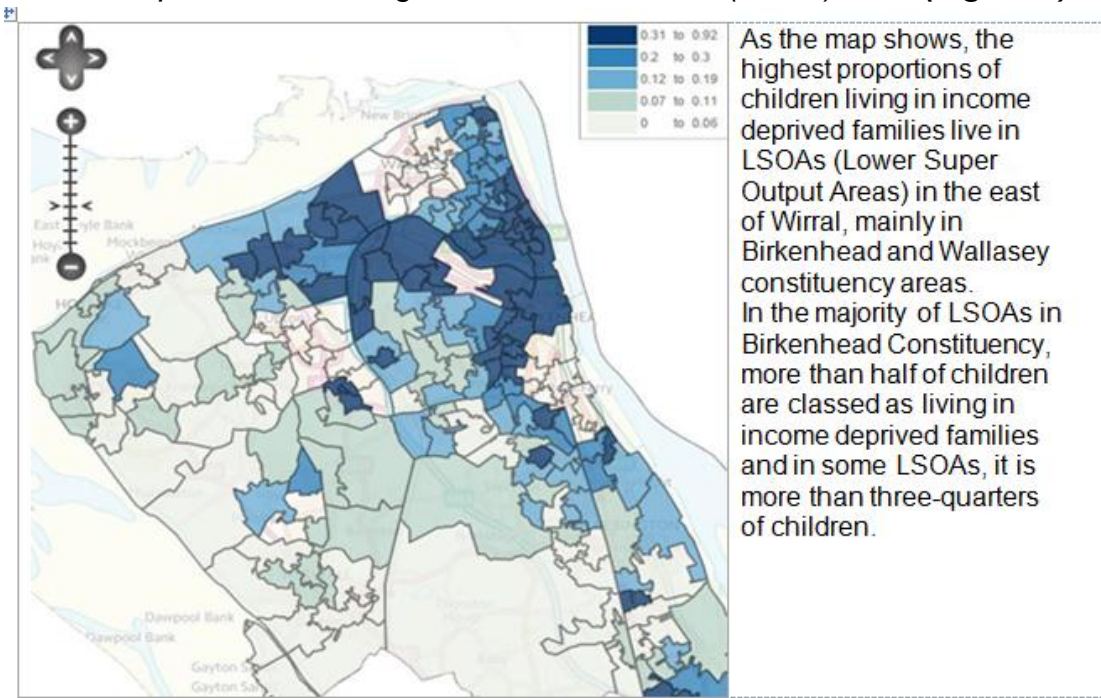 0.31 to 0.92
0.2 to 0.3
0.12 to 0.19
0.07 to 0.11
0 to 0.06
New
East
Bank
Hoy
Mockbe
Dawpool Bank
Dawpool Bank
Gayton
Gayton
As the map shows, the
highest proportions of
children living in income
deprived families live in
LSOAs (Lower Super
Output Areas) in the east
of Wirral, mainly in
Birkenhead and Wallasey
constituency areas.
In the majority of LSOAs in
Birkenhead Constituency,
more than half of children
are classed as living in
income deprived families
and in some LSOAs, it is
more than three-quarters
of children.